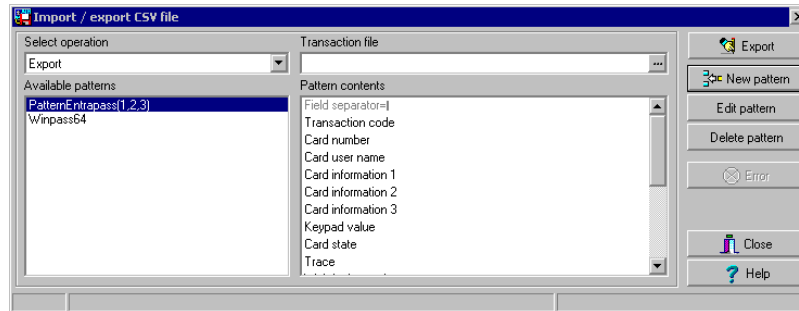 Import / export CSV file
Select operation
Transaction file
Export
Export
...
Available patterns
Pattern contents
New pattern
PatternEntrapass(1,2,3)
Winpass64
Field separator=|
Transaction code
Card number
Card user name
Card information 1
Card information 2
Card information 3
Keypad value
Card state
Trace
Edit pattern
Delete pattern
Error
Close
Help